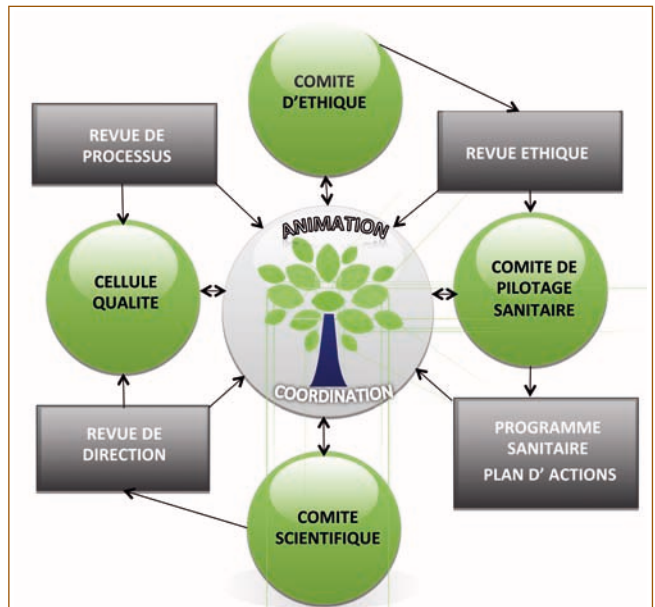 COMITE
D'ETHIQUE
REVUE DE
PROCESSUS
REVUE ETHIQUE
ANIMATION
CELLULE
QUALITE
COMITE DE
PILOTAGE
SANITAIRE
COORDINATION
REVUE DE
DIRECTION
PROGRAMME
SANITAIRE
PLAN D' ACTIONS
COMITE
SCIENTIFIQUE